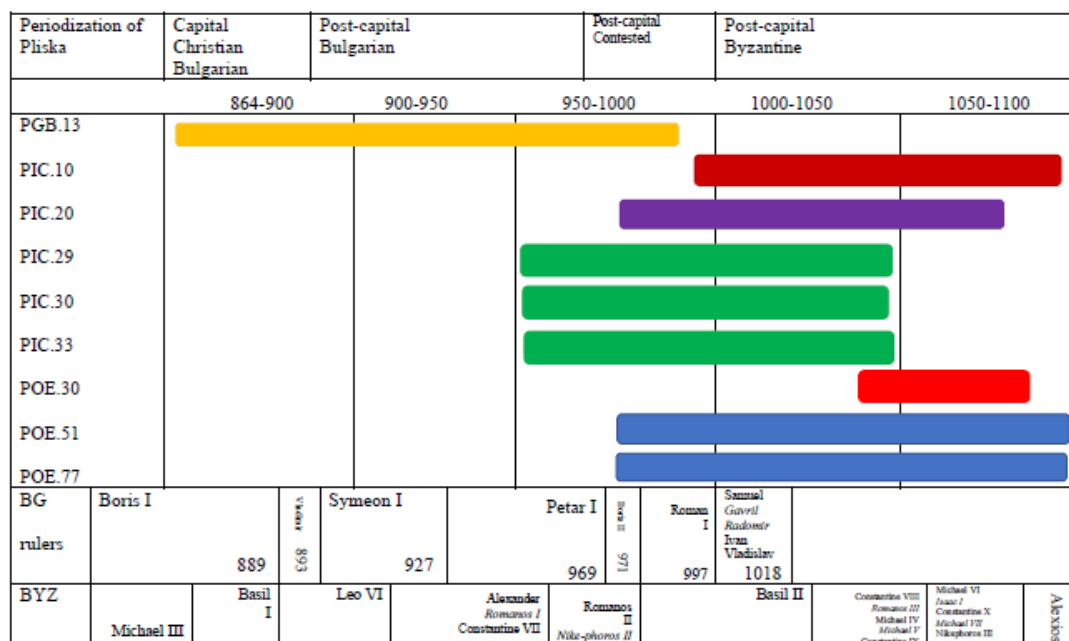 Periodization of
Pliska
Capital
Christian
Bulgarian
Post-capital
Bulgarian
Post-capital
Contested
Post-capital
Byzantine
864-900
900-950
950-1000
1000-1050
1050-1100
PGB.13
PIC.10
PIC.20
PIC.29
PIC.30
PIC.33
POE.30
POE.51
POE.77
BG
rulers
Boris I
889
Vladimir 893
Symeon I
927
Petar I
969
Boris II 971
Roman
I
997
Samuel
Gavril
Radomir
Ivan
Vladislav
1018
BYZ
Michael III
Basil
I
Leo VI
Alexander
Romanos I
Constantine VII
Romanos
II
Nike-phoros II
Basil II
Constantine VIII
Romanos III
Michael IV
Michael V
Michael VI
Isaac I
Constantine X
Michael VII
Nikephoros III
Alexios